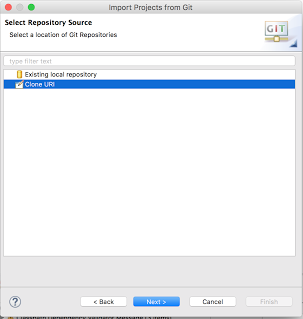 Import Projects from Git
Select Repository Source
Select a location of Git Repositories
GIT
type filter text
Existing local repository
Clone URI
?
< Back
Next >
Cancel
Finish